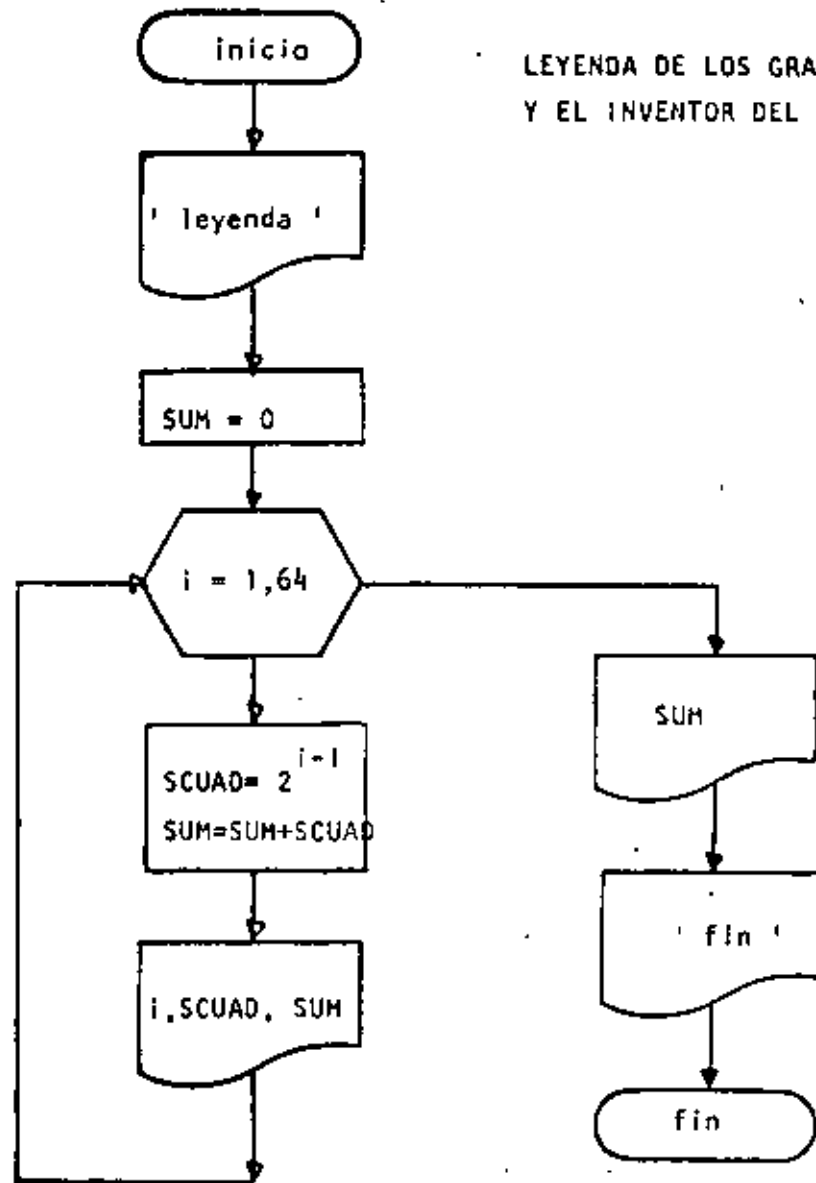 inicio
LEYENDA DE LOS GRA
Y EL INVENTOR DEL
' leyenda '
SUM = 0
i = 1,64
SCUAD= 2 i-1
SUM=SUM+SCUAD
i,SCUAD, SUM
SUM
' fin '
fin